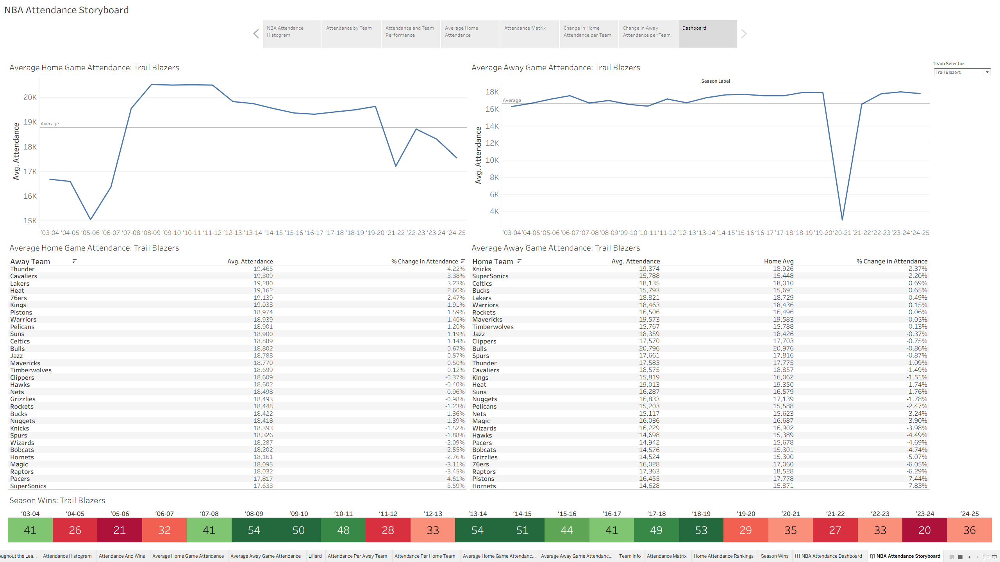 NBA Attendance Storyboard
NBA Attendance Histogram
Attendance by Team
Attendance and Team Performance
Average Home Attendance
Attendance Matrix
Change in Home Attendance per Team
Change in Away Attendance per Team
Dashboard
Average Home Game Attendance: Trail Blazers
20K
19K
18K
17K
16K
15K
Avg. Attendance
Average
'03-04 '04-05 '05-06 '06-07 '07-08 '08-09 '09-10 '10-11 '11-12 '12-13 '13-14 '14-15 '15-16 '16-17 '17-18 '18-19 '19-20 '21-22 '22-23 '23-24 '24-25
Average Away Game Attendance: Trail Blazers
Season Label
18K
16K
14K
12K
10K
8K
6K
4K
Avg. Attendance
Average
'03-04 '04-05 '05-06 '06-07 '07-08 '08-09 '09-10 '10-11 '11-12 '12-13 '13-14 '14-15 '15-16 '16-17 '17-18 '18-19 '19-20 '20-21 '21-22 '22-23 '23-24 '24-25
Team Selector
Trail Blazers
Average Home Game Attendance: Trail Blazers
Away Team Avg. Attendance % Change in Attendance
Thunder 19,465 4.22%
Cavaliers 19,309 3.38%
Lakers 19,280 3.23%
Heat 19,162 2.60%
76ers 19,139 2.47%
Kings 19,033 1.91%
Pistons 18,974 1.59%
Warriors 18,939 1.40%
Pelicans 18,901 1.20%
Suns 18,900 1.19%
Celtics 18,889 1.14%
Bulls 18,802 0.67%
Jazz 18,783 0.57%
Mavericks 18,770 0.50%
Timberwolves 18,699 0.12%
Clippers 18,609 -0.37%
Hawks 18,602 -0.40%
Nets 18,498 -0.96%
Grizzlies 18,493 -0.98%
Rockets 18,448 -1.23%
Bucks 18,422 -1.36%
Nuggets 18,418 -1.39%
Knicks 18,393 -1.52%
Spurs 18,326 -1.88%
Wizards 18,287 -2.09%
Bobcats 18,202 -2.55%
Hornets 18,161 -2.76%
Magic 18,095 -3.11%
Raptors 18,032 -3.45%
Pacers 17,817 -4.61%
SuperSonics 17,633 -5.59%
Average Away Game Attendance: Trail Blazers
Home Team Avg. Attendance Home Avg % Change in Attendance
Knicks 19,374 18,926 2.37%
SuperSonics 15,788 15,448 2.20%
Celtics 18,135 18,010 0.69%
Bucks 15,793 15,691 0.65%
Lakers 18,821 18,729 0.49%
Warriors 18,463 18,436 0.15%
Rockets 16,506 16,496 0.06%
Mavericks 19,573 19,583 -0.05%
Timberwolves 15,767 15,788 -0.13%
Jazz 18,359 18,426 -0.37%
Clippers 17,570 17,703 -0.75%
Bulls 20,796 20,976 -0.86%
Spurs 17,661 17,816 -0.87%
Thunder 17,583 17,775 -1.09%
Cavaliers 18,575 18,857 -1.49%
Kings 15,819 16,062 -1.51%
Heat 19,013 19,350 -1.74%
Suns 16,287 16,579 -1.76%
Nuggets 16,833 17,139 -1.78%
Pelicans 15,203 15,588 -2.47%
Nets 15,117 15,623 -3.24%
Magic 16,036 16,687 -3.90%
Wizards 16,229 16,902 -3.98%
Hawks 14,698 15,389 -4.49%
Pacers 14,942 15,678 -4.69%
Bobcats 14,576 15,301 -4.74%
Grizzlies 14,524 15,300 -5.07%
76ers 16,028 17,060 -6.05%
Raptors 17,363 18,528 -6.29%
Pistons 16,455 17,778 -7.44%
Hornets 14,628 15,871 -7.83%
Season Wins: Trail Blazers
'03-04 '04-05 '05-06 '06-07 '07-08 '08-09 '09-10 '10-11 '11-12 '12-13 '13-14 '14-15 '15-16 '16-17 '17-18 '18-19 '19-20 '20-21 '21-22 '22-23 '23-24 '24-25
41 26 21 32 41 54 50 48 28 33 54 51 44 41 49 53 29 35 27 33 20 36
oughout the Lea... Attendance Histogram Attendance And Wins Average Home Game Attendance Average Away Game Attendance Lillard Attendance Per Away Team Attendance Per Home Team Average Home Game Attendanc... Average Away Game Attendanc... Team Info Attendance Matrix Home Attendance Rankings Season Wins NBA Attendance Dashboard NBA Attendance Storyboard